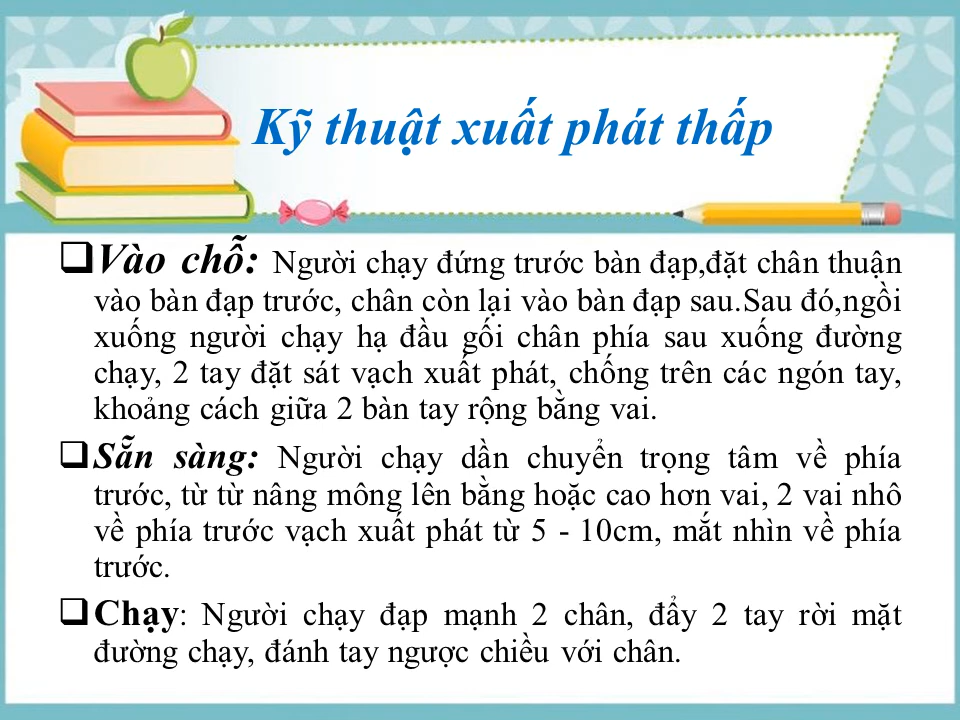 Kỹ thuật xuất phát thấp
❑Vào chỗ: Người chạy đứng trước bàn đạp,đặt chân thuận
vào bàn đạp trước, chân còn lại vào bàn đạp sau.Sau đó,ngồi
xuống người chạy hạ đầu gối chân phía sau xuống đường
chạy, 2 tay đặt sát vạch xuất phát, chống trên các ngón tay,
khoảng cách giữa 2 bàn tay rộng bằng vai.
❑Sẵn sàng: Người chạy dần chuyển trọng tâm về phía
trước, từ từ nâng mông lên bằng hoặc cao hơn vai, 2 vai nhô
về phía trước vạch xuất phát từ 5 - 10cm, mắt nhìn về phía
trước.
❑Chạy: Người chạy đạp mạnh 2 chân, đẩy 2 tay rời mặt
đường chạy, đánh tay ngược chiều với chân.